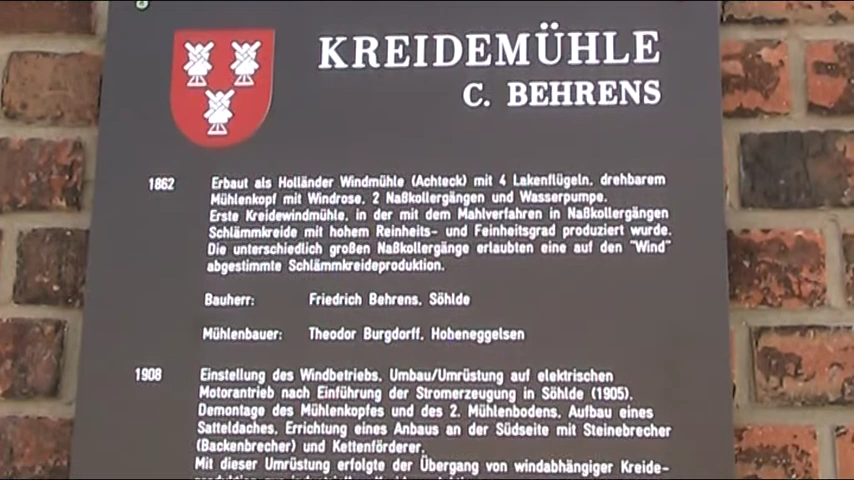 KREIDEMÜHLE
C. BEHRENS
1862 Erbaut als Holländer Windmühle (Achteck) mit 4 Lakenflügeln, drehbarem
Mühlenkopf mit Windrose, 2 Naßkollergängen und Wasserpumpe.
Erste Kreidewindmühle, in der mit dem Mahlverfahren in Naßkollergängen
Schlämmkreide mit hohem Reinheits- und Feinheitsgrad produziert wurde.
Die unterschiedlich großen Naßkollergänge erlaubten eine auf den "Wind"
abgestimmte Schlämmkreideproduktion.
Bauherr: Friedrich Behrens, Söhlde
Mühlenbauer: Theodor Burgdorff, Hoheneggelsen
1908 Einstellung des Windbetriebs, Umbau/Umrüstung auf elektrischen
Motorantrieb nach Einführung der Stromerzeugung in Söhlde (1905).
Demontage des Mühlenkopfes und des 2. Mühlenbodens, Aufbau eines
Satteldaches, Errichtung eines Anbaus an der Südseite mit Steinebrecher
(Backenbrecher) und Kettenförderer.
Mit dieser Umrüstung erfolgte der Übergang von windabhängiger Kreide-